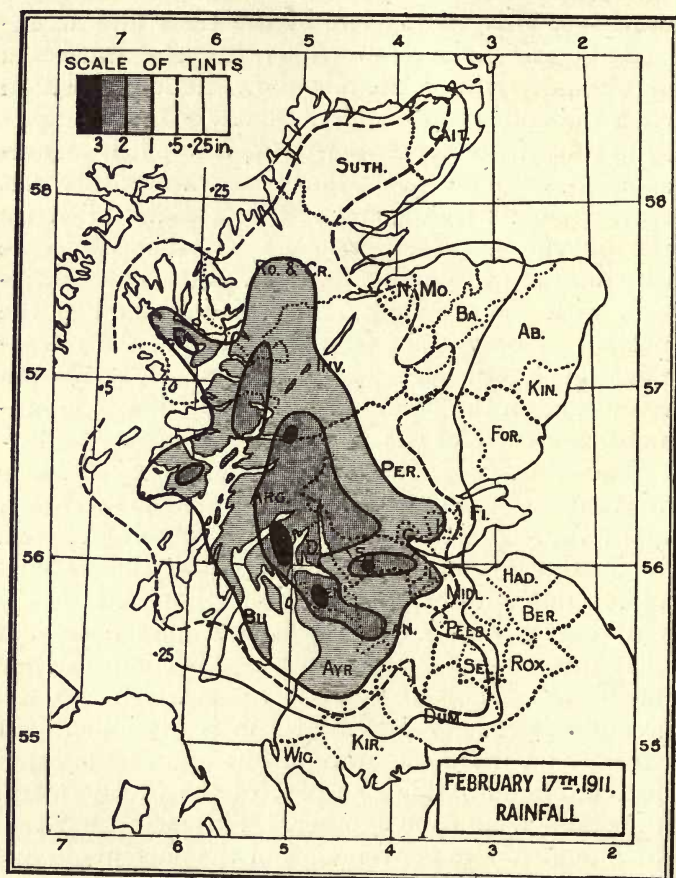 7 6 5 4 3 2
SCALE OF TINTS
3 2 1 ·5 ·25 in.
CAIT.
SUTH.
·25
58 58
RO. & CR.
N. MO.
BA.
AB.
INV.
KIN.
57 57
·5
FOR.
PER.
FI.
ARG.
56 56
D.
S.
C.
K.
HAD.
MIDL.
BER.
BU.
LAN.
PEEB.
·25
AYR
SE.
ROX.
DUM.
KIR.
WIG.
55 55
FEBRUARY 17TH, 1911.
RAINFALL
7 6 5 4 3 2